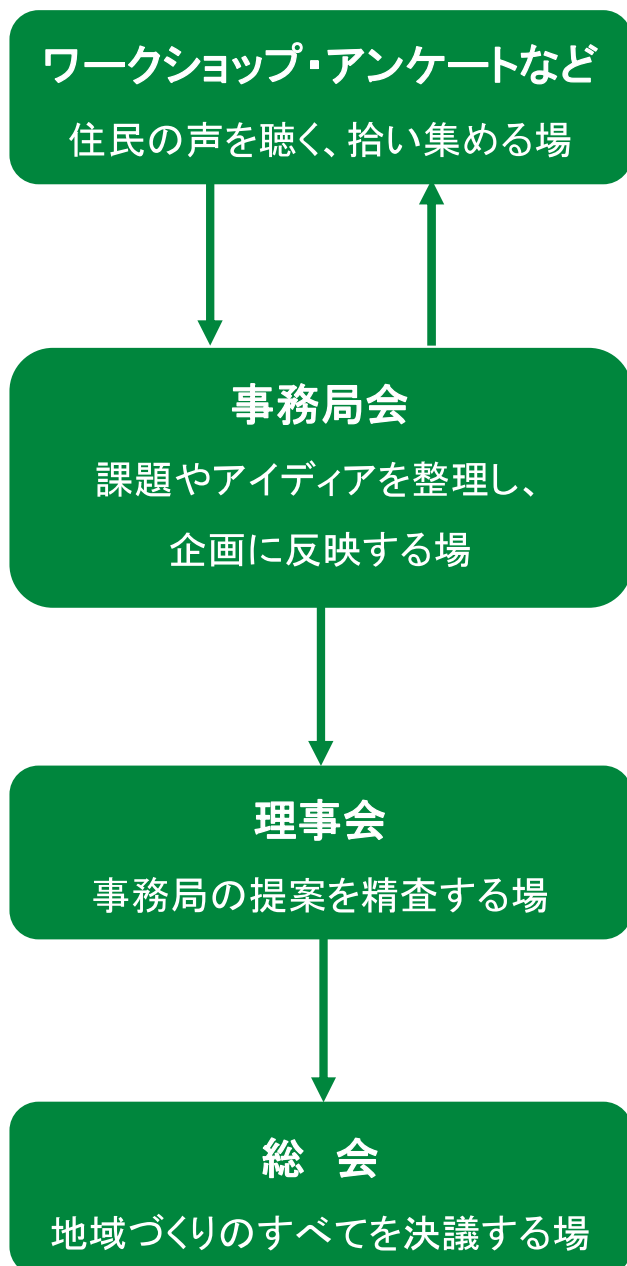 ワークショップ・アンケートなど
住民の声を聴く、拾い集める場
事務局会
課題やアイディアを整理し、
企画に反映する場
理事会
事務局の提案を精査する場
総　会
地域づくりのすべてを決議する場